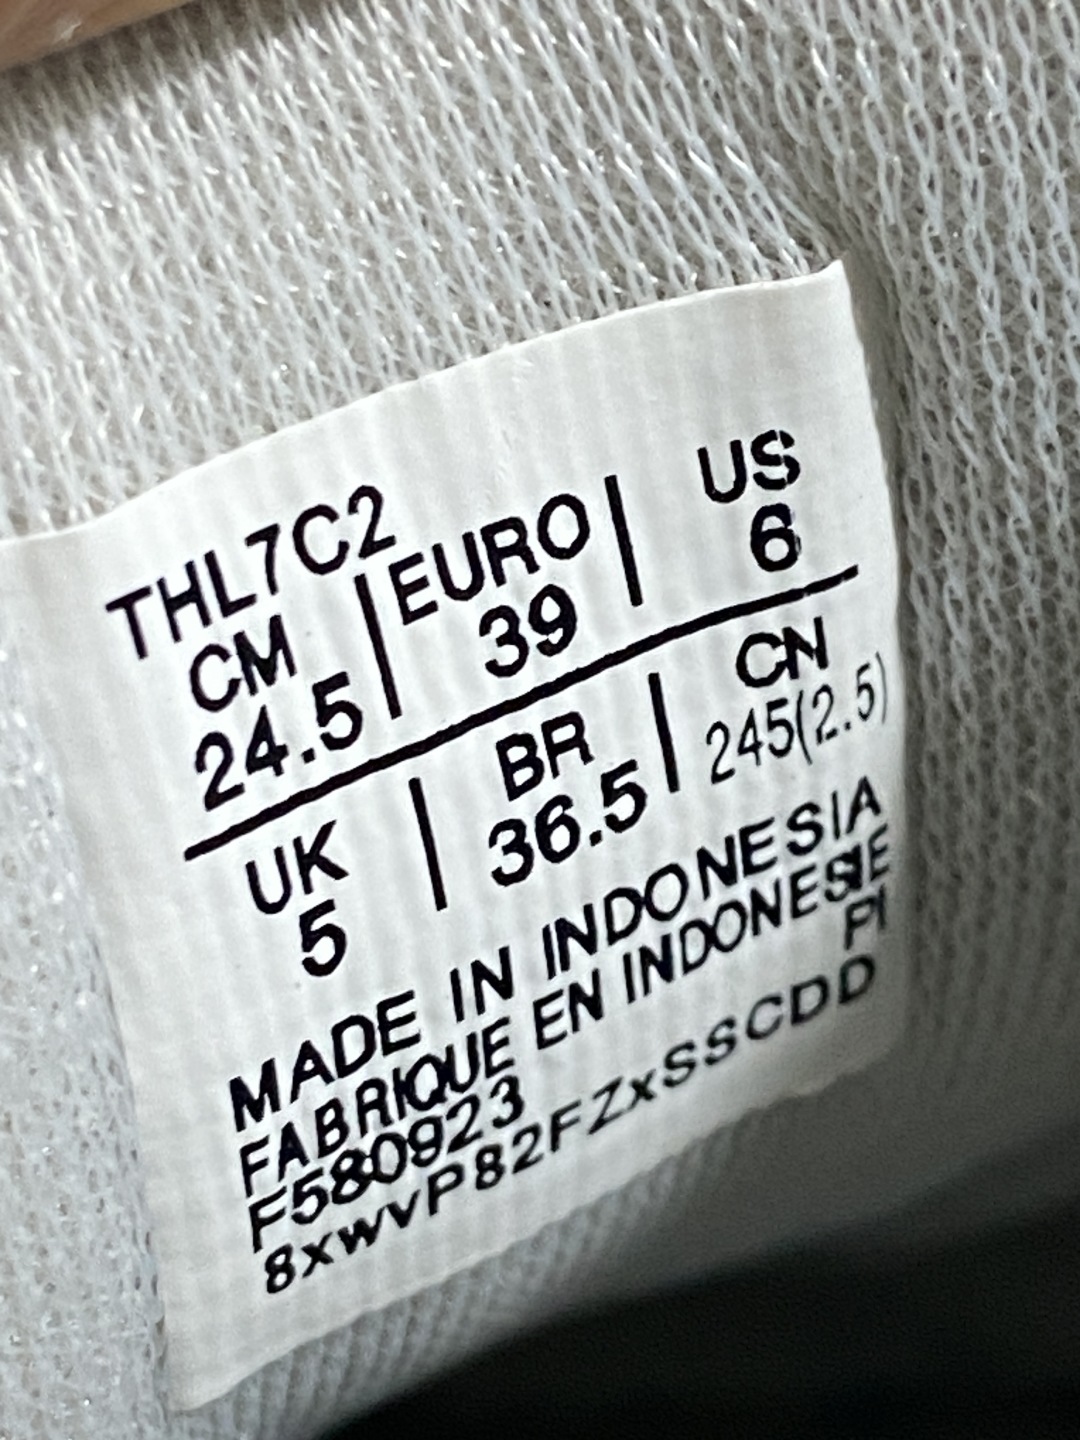 THL7C2
CM | EURO | US
24.5 | 39 | 6
UK | BR | CN
5 | 36.5 | 245(2.5)
MADE IN INDONESIA
FABRIQUE EN INDONESIE
PI
F580923
8xwvP82FZxSSCDD